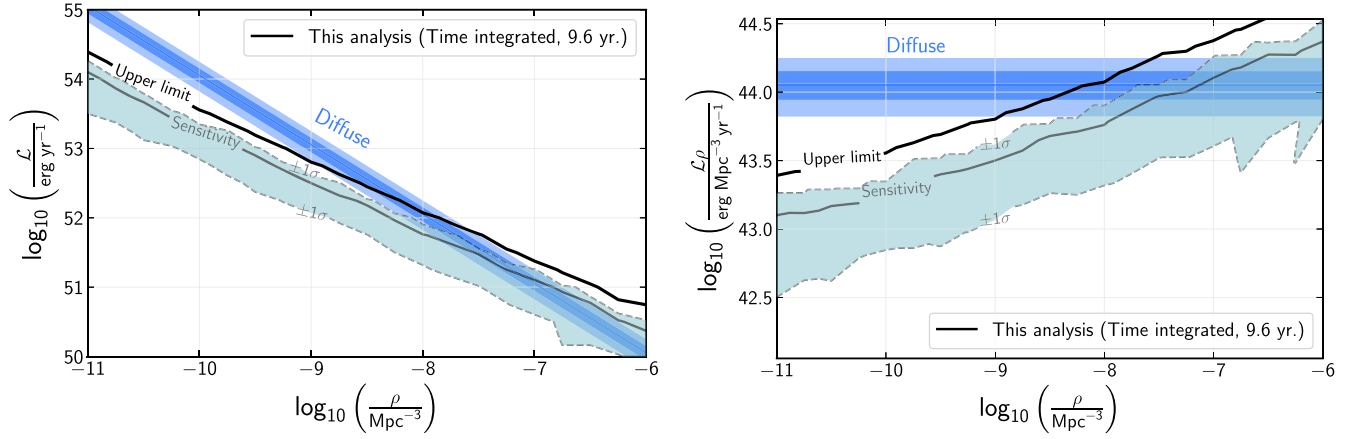 55
54
53
52
51
50
−11
−10
−9
−8
−7
−6
log₁₀ (ℒ / erg yr⁻¹)
log₁₀ (ρ / Mpc⁻³)
This analysis (Time integrated, 9.6 yr.)
Upper limit
Sensitivity
Diffuse
±1σ
±1σ
44.5
44.0
43.5
43.0
42.5
−11
−10
−9
−8
−7
−6
log₁₀ (ℒρ / erg Mpc⁻³ yr⁻¹)
log₁₀ (ρ / Mpc⁻³)
Diffuse
Upper limit
Sensitivity
±1σ
±1σ
This analysis (Time integrated, 9.6 yr.)